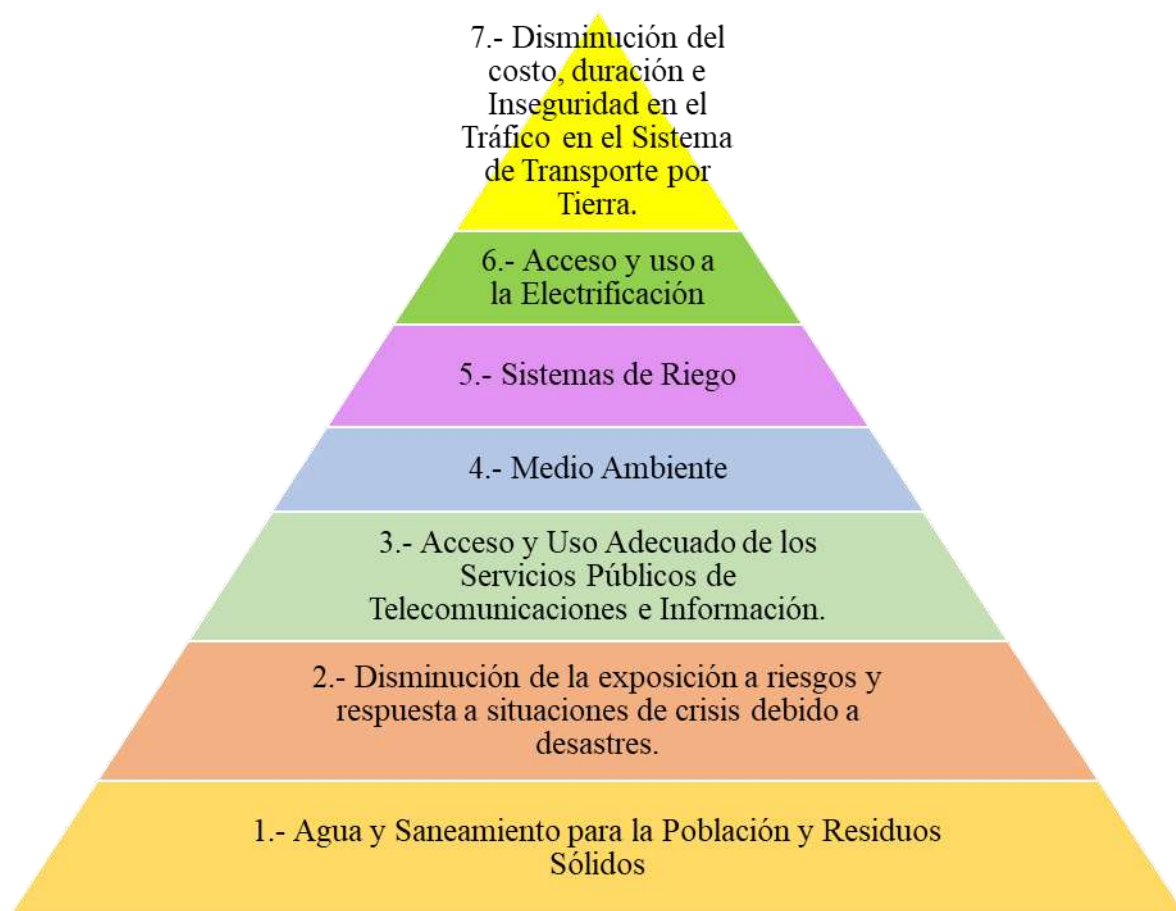 7.- Disminución del
costo, duración e
Inseguridad en el
Tráfico en el Sistema
de Transporte por
Tierra.
6.- Acceso y uso a
la Electrificación
5.- Sistemas de Riego
4.- Medio Ambiente
3.- Acceso y Uso Adecuado de los
Servicios Públicos de
Telecomunicaciones e Información.
2.- Disminución de la exposición a riesgos y
respuesta a situaciones de crisis debido a
desastres.
1.- Agua y Saneamiento para la Población y Residuos
Sólidos